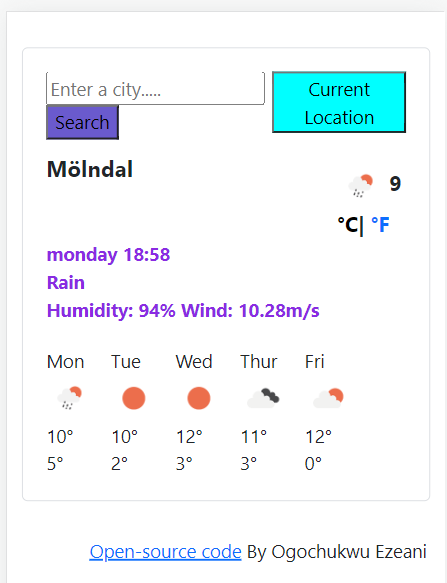 Enter a city.....
Current
Location
Search
Mölndal
9
°C| °F
monday 18:58
Rain
Humidity: 94% Wind: 10.28m/s
Mon Tue Wed Thur Fri
10° 10° 12° 11° 12°
5° 2° 3° 3° 0°
Open-source code By Ogochukwu Ezeani